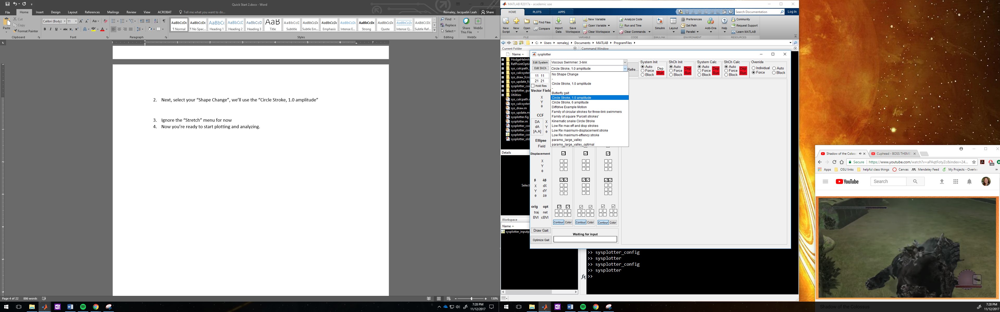 Quick Start 2.docx - Word
File Home Insert Design Layout References Mailings Review View ACROBAT Tell me what you want to do...
Remaley, Jacquelin Leah Share
Paste
Cut
Copy
Format Painter
Clipboard
Calibri (Body) 11
Font
Paragraph
AaBbCcDc AaBbCcDc AaBbCc AaBbCcC AaBbCcD AaB AaBbCcD AaBbCcDc AaBbCcDc AaBbCcDc AaBbCcDc AaBbCcDc AaBbCcDc AaBbCcDc
¶ Normal ¶ No Spac... Heading 1 Heading 2 Heading 3 Title Subtitle Subtle Em... Emphasis Intense E... Strong Quote Intense Q... Subtle Ref...
Styles
Find
Replace
Select
Editing
Share This File
WebEx
WebEx
2. Next, select your “Shape Change”, we’ll use the “Circle Stroke, 1.0 amplitude”
3. Ignore the “Stretch” menu for now
4. Now you’re ready to start plotting and analyzing.
Page 4 of 22 886 words
130%
MATLAB R2017a - academic use
HOME PLOTS APPS
Search Documentation Log In
New Script
New
Open
Find Files
Compare
FILE
Import Data
Save Workspace
New Variable
Open Variable
Clear Workspace
VARIABLE
Analyze Code
Run and Time
Clear Commands
CODE
Simulink
SIMULINK
Layout
Preferences
Set Path
Parallel
Add-Ons
ENVIRONMENT
Help
Community
Request Support
Learn MATLAB
RESOURCES
C: Users remaleyj Documents MATLAB ProgramFiles
Current Folder
Command Window
Name
HodgeHelmh
RefPointOptin
sys_calcpath_
sys_calcsystem
sys_draw_fcns
sys_update_fc
sysplotter_con
sysplotter_gui
Utilities
sys_calcpath.m
sys_calcsystem
sys_draw.m
sys_update.m
sysplotter.fig
sysplotter.m
sysplotter_con
sysplotter_con
sysplotter_con
sysplotter_old
Details
Select
Workspace
Name
sysplotter_inputp
sysplotter
Edit System Viscous Swimmer: 3-link
Edit ShCh Circle Stroke, 1.0 amplitude
Refre...
System Init ShCh Init System Calc ShCh Calc Override
Auto Auto Auto Auto Individual Auto
Force Force Force Force Force Block
Block Block Block Block
Dep Dep Dep Dep
Run Run Run Run
11 11
21 21
Hold Res
Vector Field
X
Y
θ
No Shape Change
-
Circle Stroke, 1.0 amplitude
-
Butterfly gait
Circle Stroke, 1.0 amplitude
Circle Stroke, 6 amplitude
Diffdrive Example Motion
Family of circular strokes for three-link swimmers
Family of square 'Purcell strokes'
Kinematic snake Circle Stroke
Low Re max eff and disp strokes
Low Re maximum-displacement stroke
Low Re maximum-effiency stroke
params_large_valley
params_large_valley_optimal
CCF
DA X
dA Y
[A,A] θ
Ellipse
Field
Displacement
X
Y
θ
β δβ
X dX
Y dY
θ δθ
orig opt
traj net
BVI cBVI
Contour Color Contour Color Contour Color
Draw Gait
Optimize Gait
Waiting for input
>> sysplotter_config
>> sysplotter
>> sysplotter_config
>> sysplotter
fx >>
Shadow of the Coloss
Cuphead - BOSS THEME
Secure https://www.youtube.com/watch?v=aPAqtFotyZc&index=24...
160
Apps OSU links helpful class things Canvas Mendeley Feed My Projects - Overle
YouTube Search
Shadow of the Colossus
7:28 PM
11/12/2017
7:28 PM
11/12/2017
7:28 PM
11/12/2017